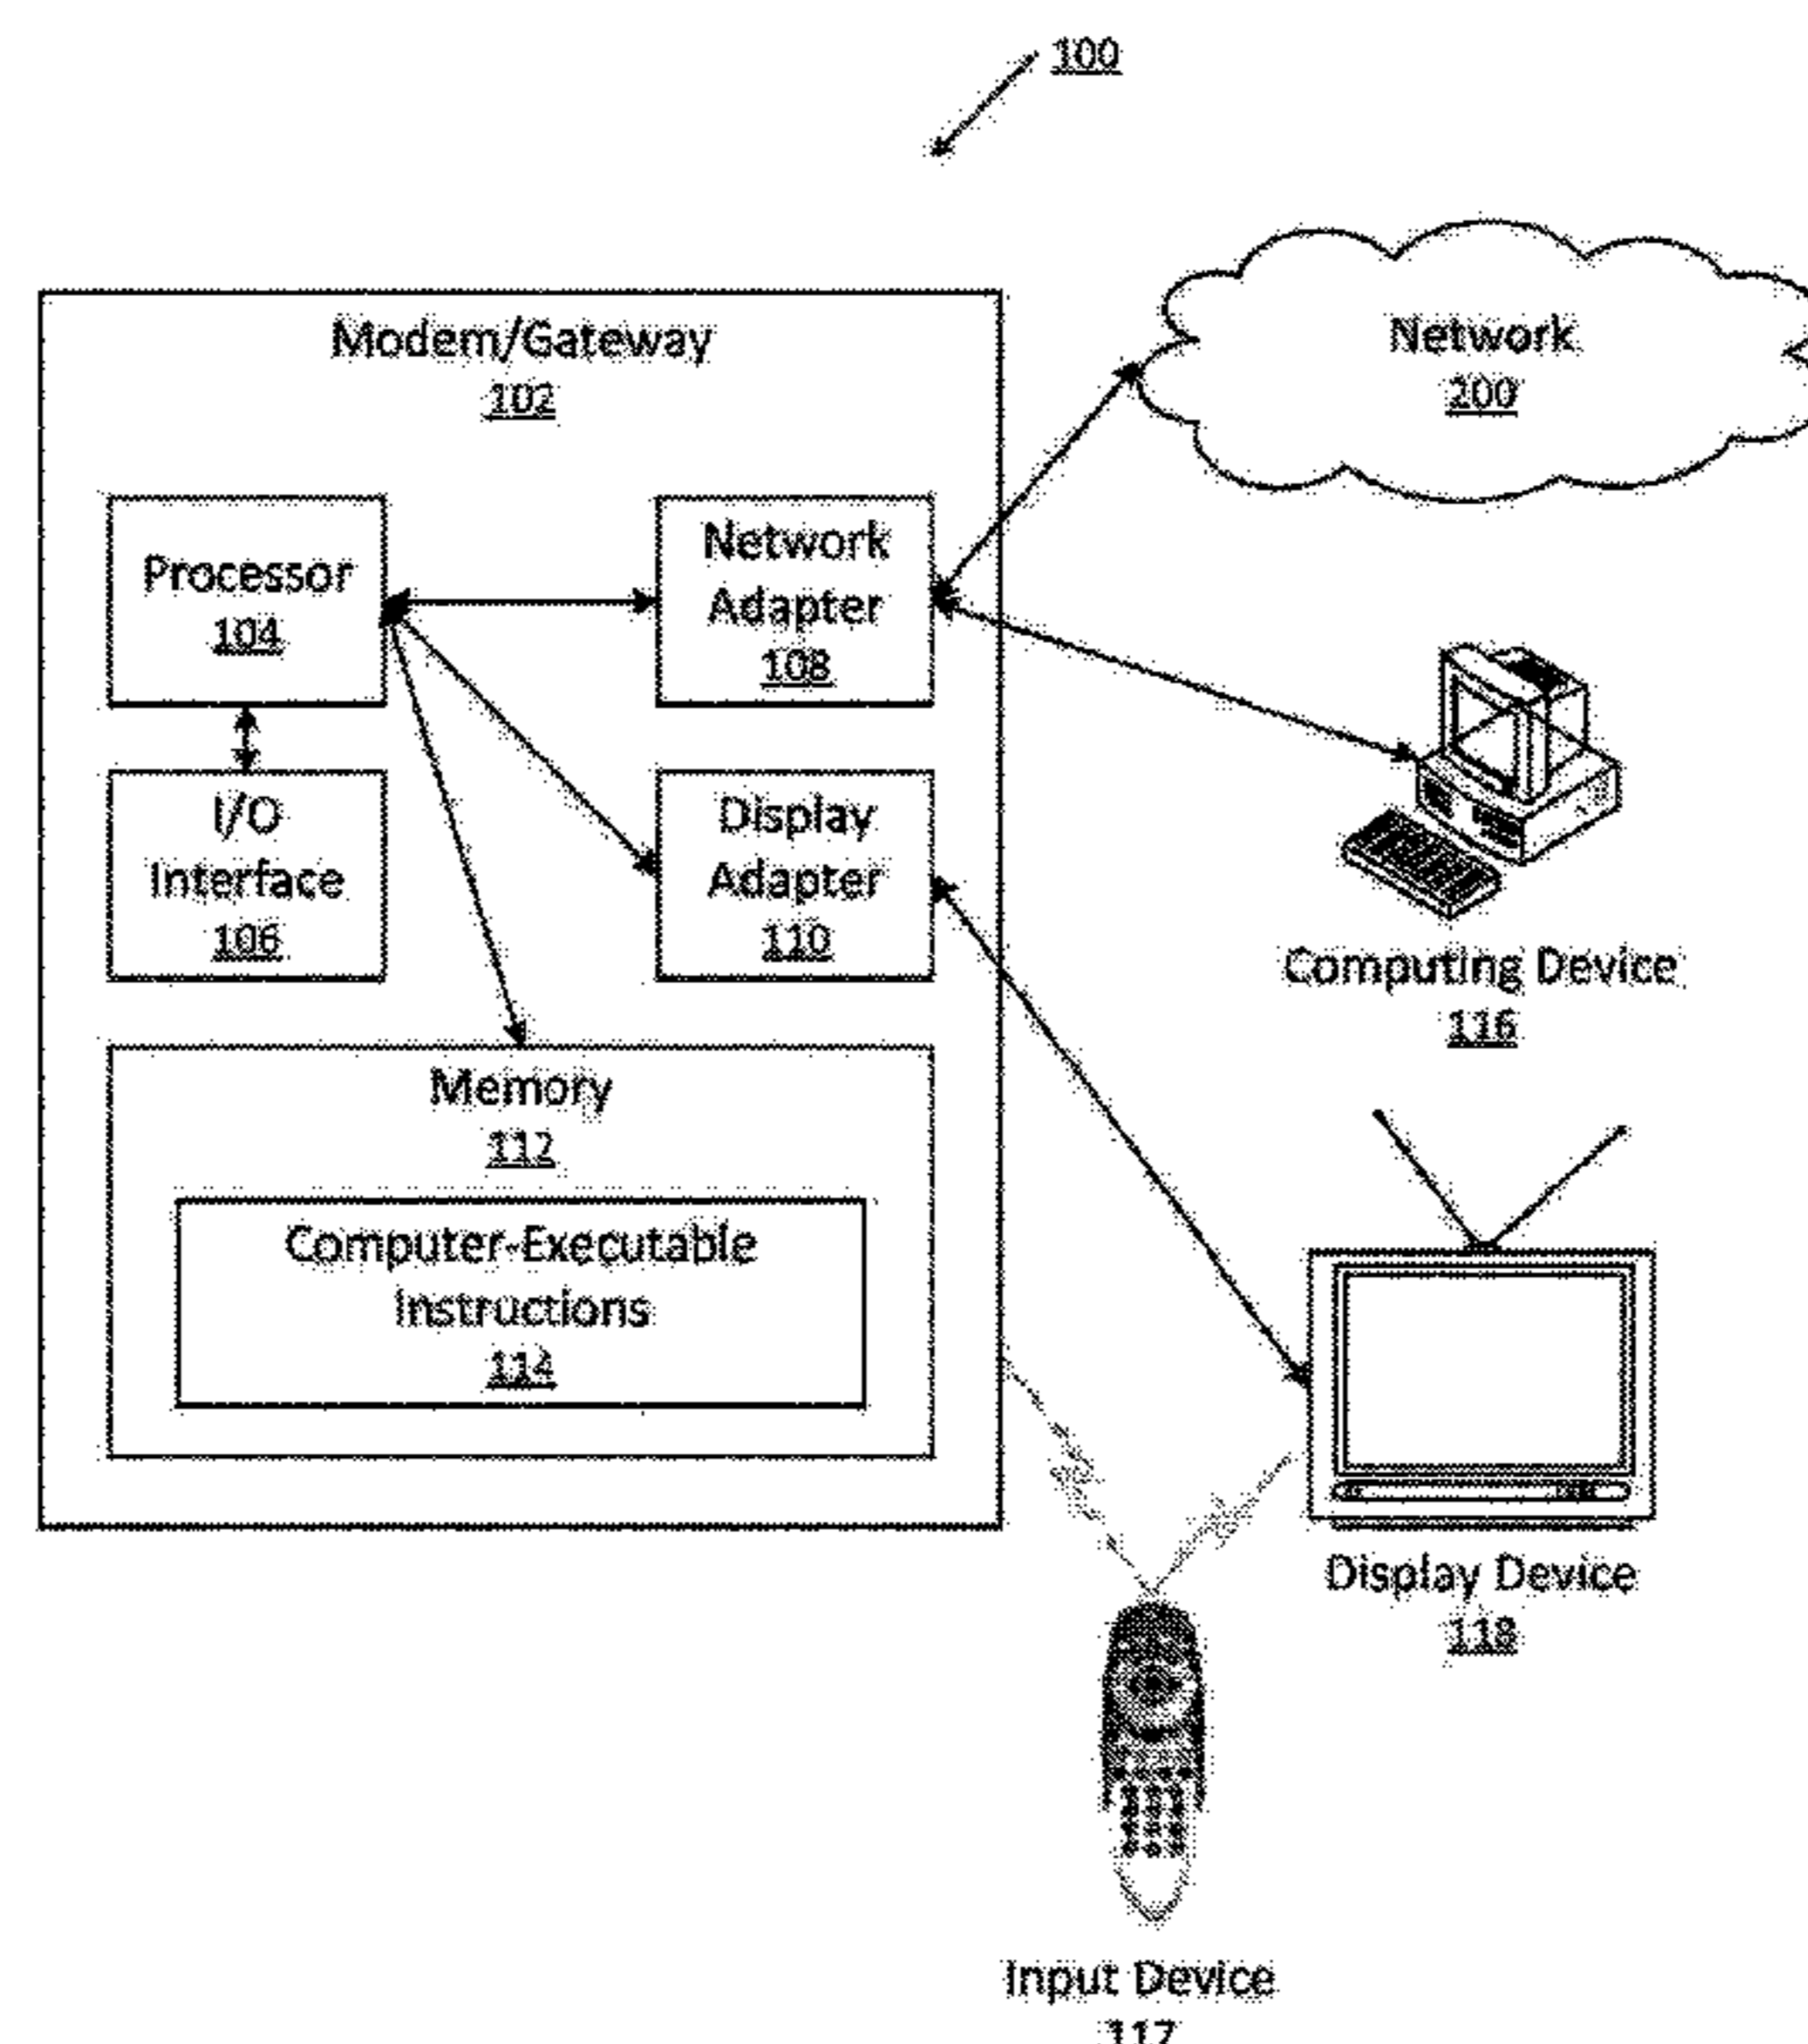 100
Modem/Gateway
102
Network
200
Processor
104
Network
Adapter
108
I/O
Interface
106
Display
Adapter
110
Computing Device
116
Memory
112
Computer-Executable
Instructions
114
Display Device
118
Input Device
117